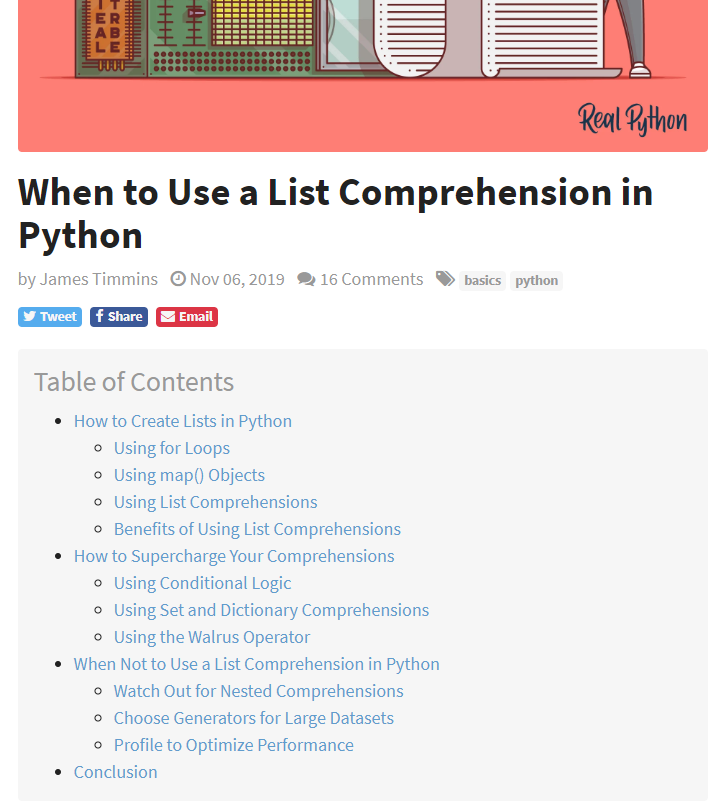 ITERABLE
Real Python
When to Use a List Comprehension in
Python
by James Timmins Nov 06, 2019 16 Comments basics python
Tweet Share Email
Table of Contents
How to Create Lists in Python
Using for Loops
Using map() Objects
Using List Comprehensions
Benefits of Using List Comprehensions
How to Supercharge Your Comprehensions
Using Conditional Logic
Using Set and Dictionary Comprehensions
Using the Walrus Operator
When Not to Use a List Comprehension in Python
Watch Out for Nested Comprehensions
Choose Generators for Large Datasets
Profile to Optimize Performance
Conclusion